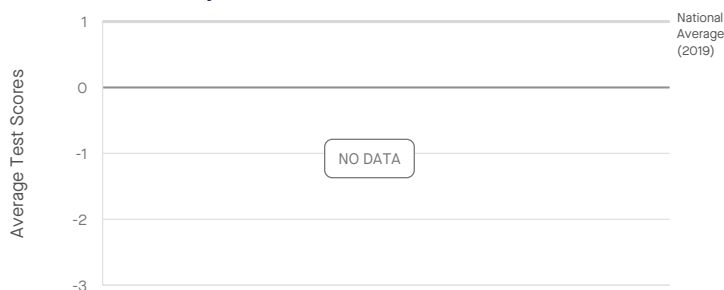 1
National
Average
(2019)
0
Average Test Scores
-1
NO DATA
-2
-3